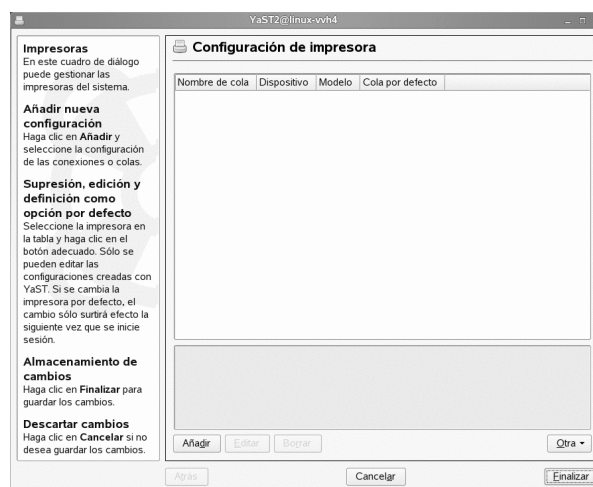 YaST2@linux-vvh4
Impresoras
En este cuadro de diálogo
puede gestionar las
impresoras del sistema.
Añadir nueva
configuración
Haga clic en Añadir y
seleccione la configuración
de las conexiones o colas.
Supresión, edición y
definición como
opción por defecto
Seleccione la impresora en
la tabla y haga clic en el
botón adecuado. Sólo se
pueden editar las
configuraciones creadas con
YaST. Si se cambia la
impresora por defecto, el
cambio sólo surtirá efecto la
siguiente vez que se inicie
sesión.
Almacenamiento de
cambios
Haga clic en Finalizar para
guardar los cambios.
Descartar cambios
Haga clic en Cancelar si no
desea guardar los cambios.
Configuración de impresora
Nombre de cola Dispositivo Modelo Cola por defecto
Añadir Editar Borrar Otra
Atrás Cancelar Finalizar